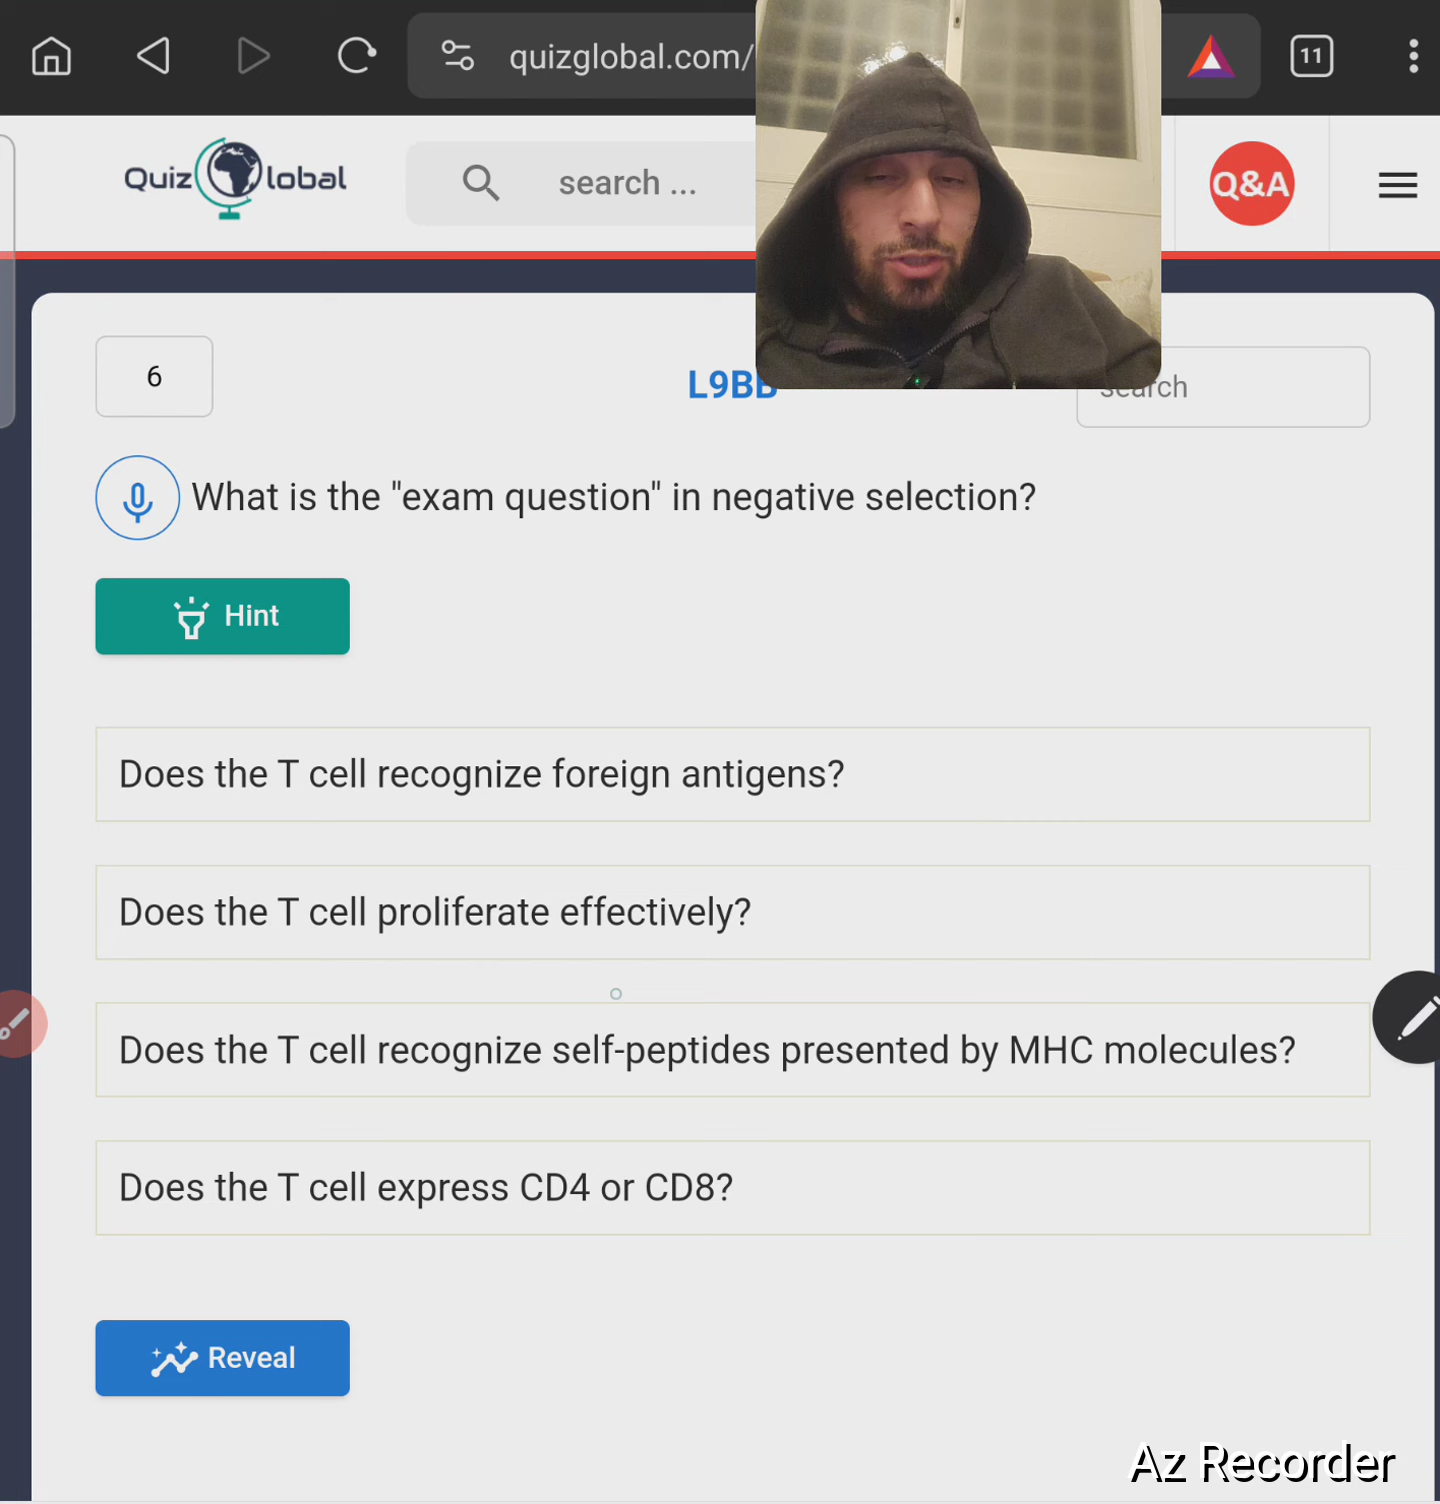 quizglobal.com/
11
Quiz Global
search ...
Q&A
6
L9BB
search
What is the "exam question" in negative selection?
Hint
Does the T cell recognize foreign antigens?
Does the T cell proliferate effectively?
Does the T cell recognize self-peptides presented by MHC molecules?
Does the T cell express CD4 or CD8?
Reveal
Az Recorder